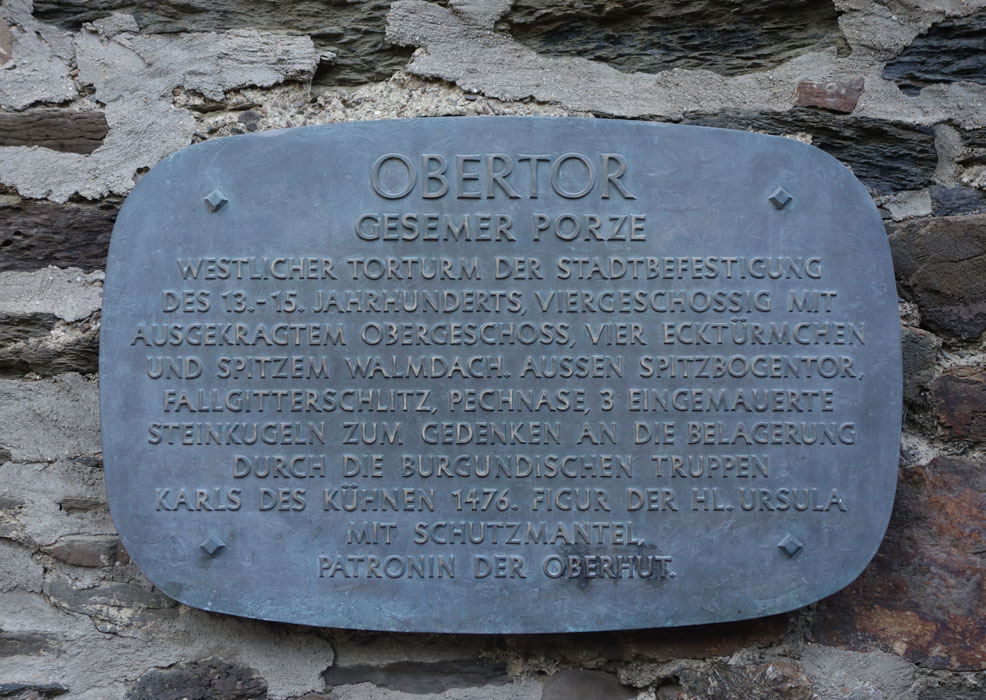 OBERTOR
GESEMER PORZE
WESTLICHER TORTURM DER STADTBEFESTIGUNG
DES 13.-15. JAHRHUNDERTS, VIERGESCHOSSIG MIT
AUSGEKRAGTEM OBERGESCHOSS, VIER ECKTÜRMCHEN
UND SPITZEM WALMDACH. AUSSEN SPITZBOGENTOR,
FALLGITTERSCHLITZ, PECHNASE, 3 EINGEMAUERTE
STEINKUGELN ZUM GEDENKEN AN DIE BELAGERUNG
DURCH DIE BURGUNDISCHEN TRUPPEN
KARLS DES KÜHNEN 1476. FIGUR DER HL. URSULA
MIT SCHUTZMANTEL,
PATRONIN DER OBERHUT.